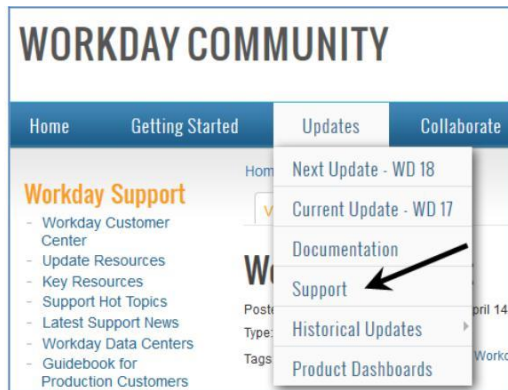 WORKDAY COMMUNITY
Home Getting Started Updates Collaborate
Workday Support
- Workday Customer
Center
- Update Resources
- Key Resources
- Support Hot Topics
- Latest Support News
- Workday Data Centers
- Guidebook for
Production Customers
Next Update - WD 18
Current Update - WD 17
Documentation
Support
Historical Updates
Product Dashboards
Type:
Tags